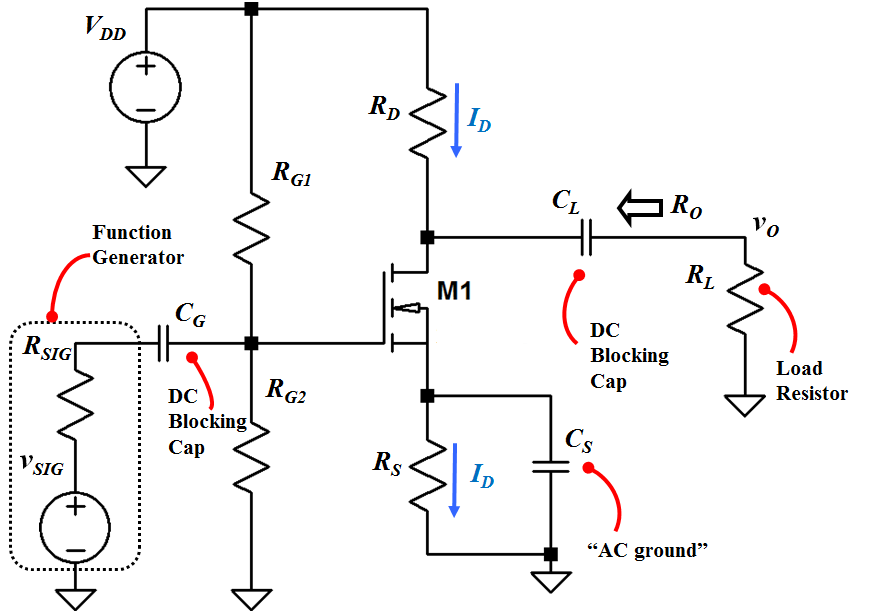 VDD
RD
ID
RG1
CL
RO
vO
Function
Generator
RL
M1
CG
RSIG
DC
Blocking
Cap
Load
Resistor
DC
Blocking
Cap
RG2
CS
RS
ID
vSIG
“AC ground”